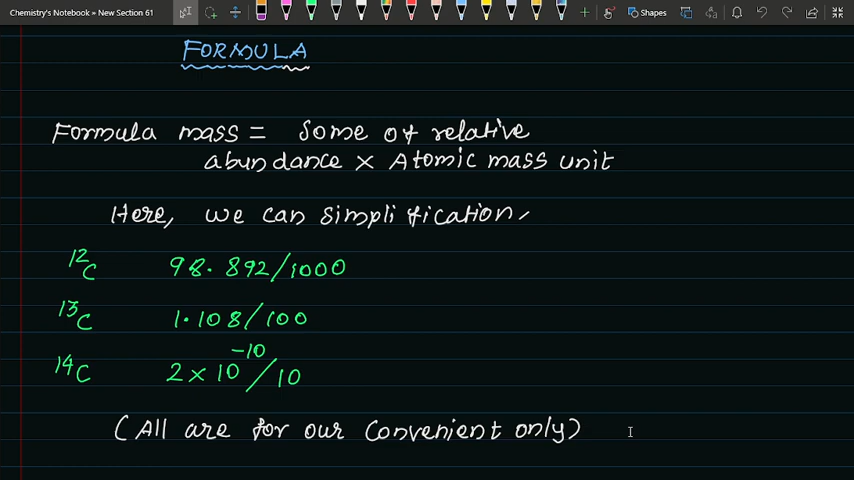 Chemistry's Notebook » New Section 61
Shapes
FORMULA
Formula mass = Some of relative
abundance × Atomic mass unit
Here, we can simplification,
¹²C 98.892/1000
¹³C 1.108/100
¹⁴C 2 × 10⁻¹⁰/10
(All are for our convenient only)